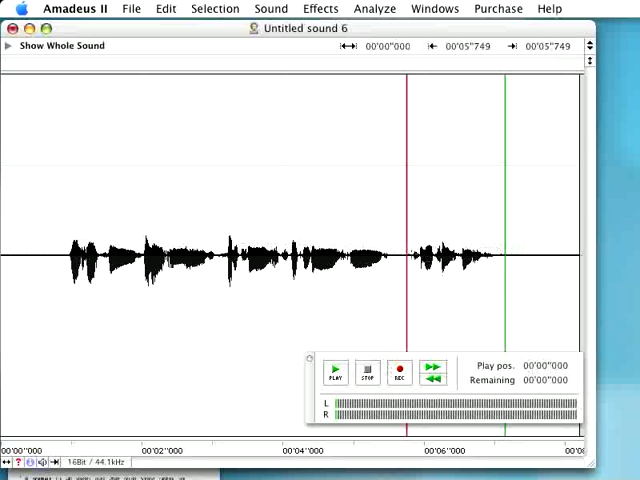 Amadeus II File Edit Selection Sound Effects Analyze Windows Purchase Help
Untitled sound 6
Show Whole Sound 00'00"000 00'05"749 00'05"749
PLAY STOP REC
Play pos. 00'00"000
Remaining 00'00"000
L
R
00'00"000 00'02"000 00'04"000 00'06"000 00'0
16Bit / 44.1kHz